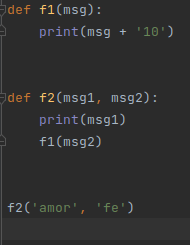 def f1(msg):
    print(msg + '10')
def f2(msg1, msg2):
    print(msg1)
    f1(msg2)
f2('amor', 'fe')